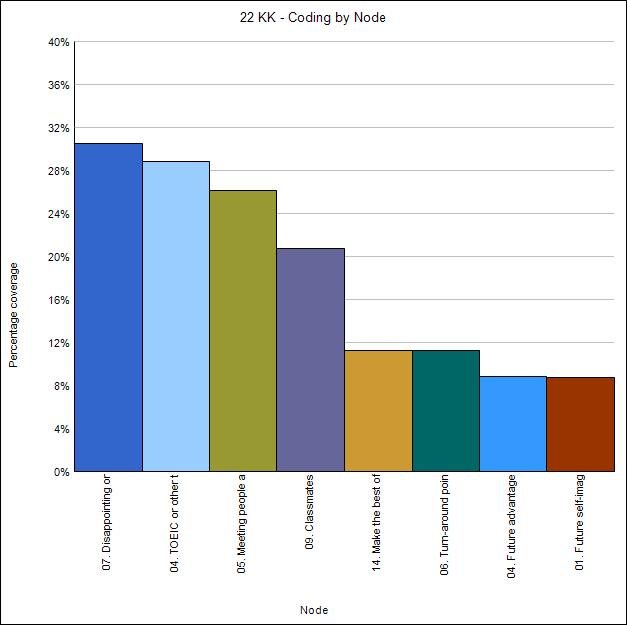 22 KK - Coding by Node
40%
36%
32%
28%
24%
20%
16%
12%
8%
4%
0%
Percentage coverage
07. Disappointing or
04. TOEIC or other t
05. Meeting people a
09. Classmates
14. Make the best of
06. Turn-around poin
04. Future advantage
01. Future self-imag
Node